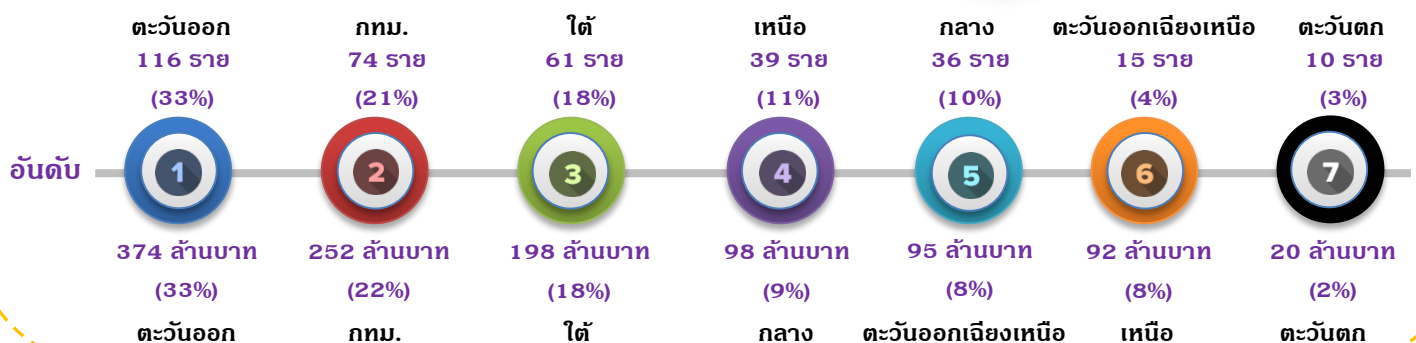 ตะวันออก กทม. ใต้ เหนือ กลาง ตะวันออกเฉียงเหนือ ตะวันตก
116 ราย 74 ราย 61 ราย 39 ราย 36 ราย 15 ราย 10 ราย
(33%) (21%) (18%) (11%) (10%) (4%) (3%)
อันดับ 1 2 3 4 5 6 7
374 ล้านบาท 252 ล้านบาท 198 ล้านบาท 98 ล้านบาท 95 ล้านบาท 92 ล้านบาท 20 ล้านบาท
(33%) (22%) (18%) (9%) (8%) (8%) (2%)
ตะวันออก กทม. ใต้ กลาง ตะวันออกเฉียงเหนือ เหนือ ตะวันตก